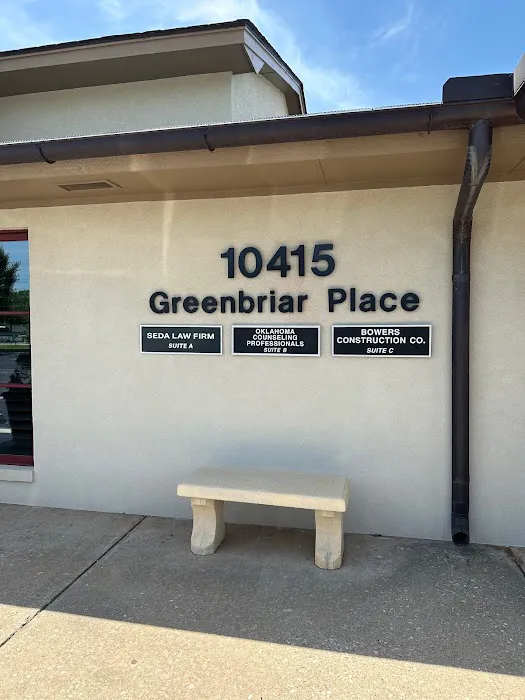 10415
Greenbriar Place
SEDA LAW FIRM
SUITE A
OKLAHOMA
COUNSELING
PROFESSIONALS
SUITE B
BOWERS
CONSTRUCTION CO.
SUITE C